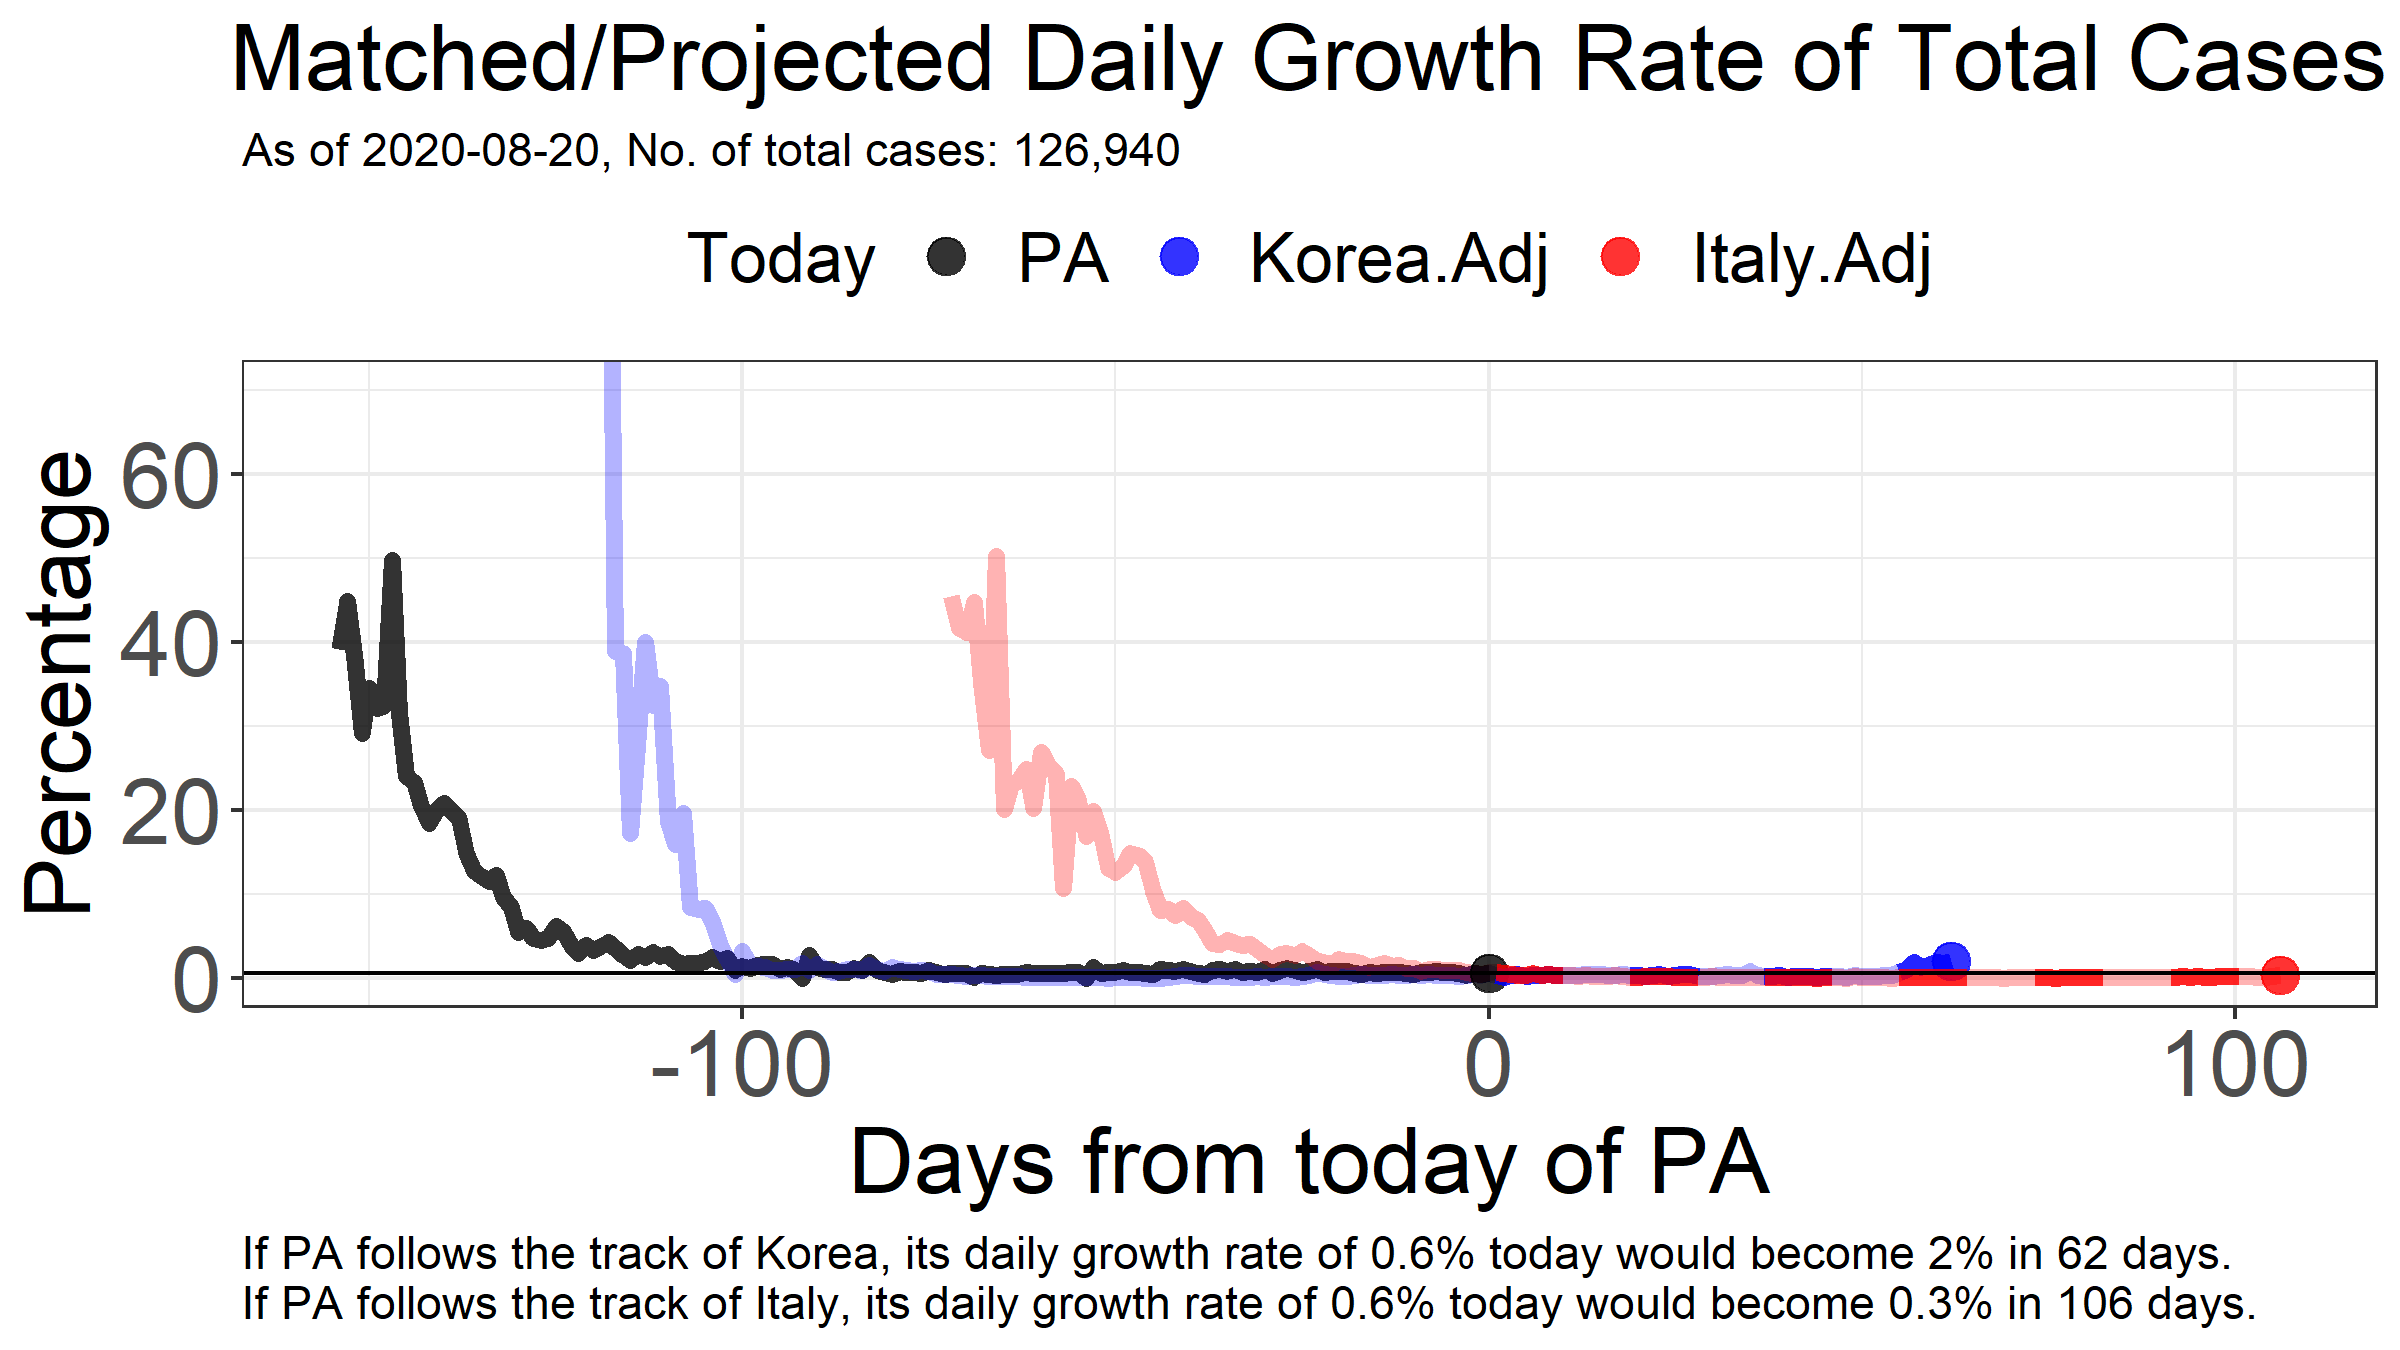 Matched/Projected Daily Growth Rate of Total Cases
As of 2020-08-20, No. of total cases: 126,940
Today PA Korea.Adj Italy.Adj
Percentage
60
40
20
0
-100 0 100
Days from today of PA
If PA follows the track of Korea, its daily growth rate of 0.6% today would become 2% in 62 days.
If PA follows the track of Italy, its daily growth rate of 0.6% today would become 0.3% in 106 days.